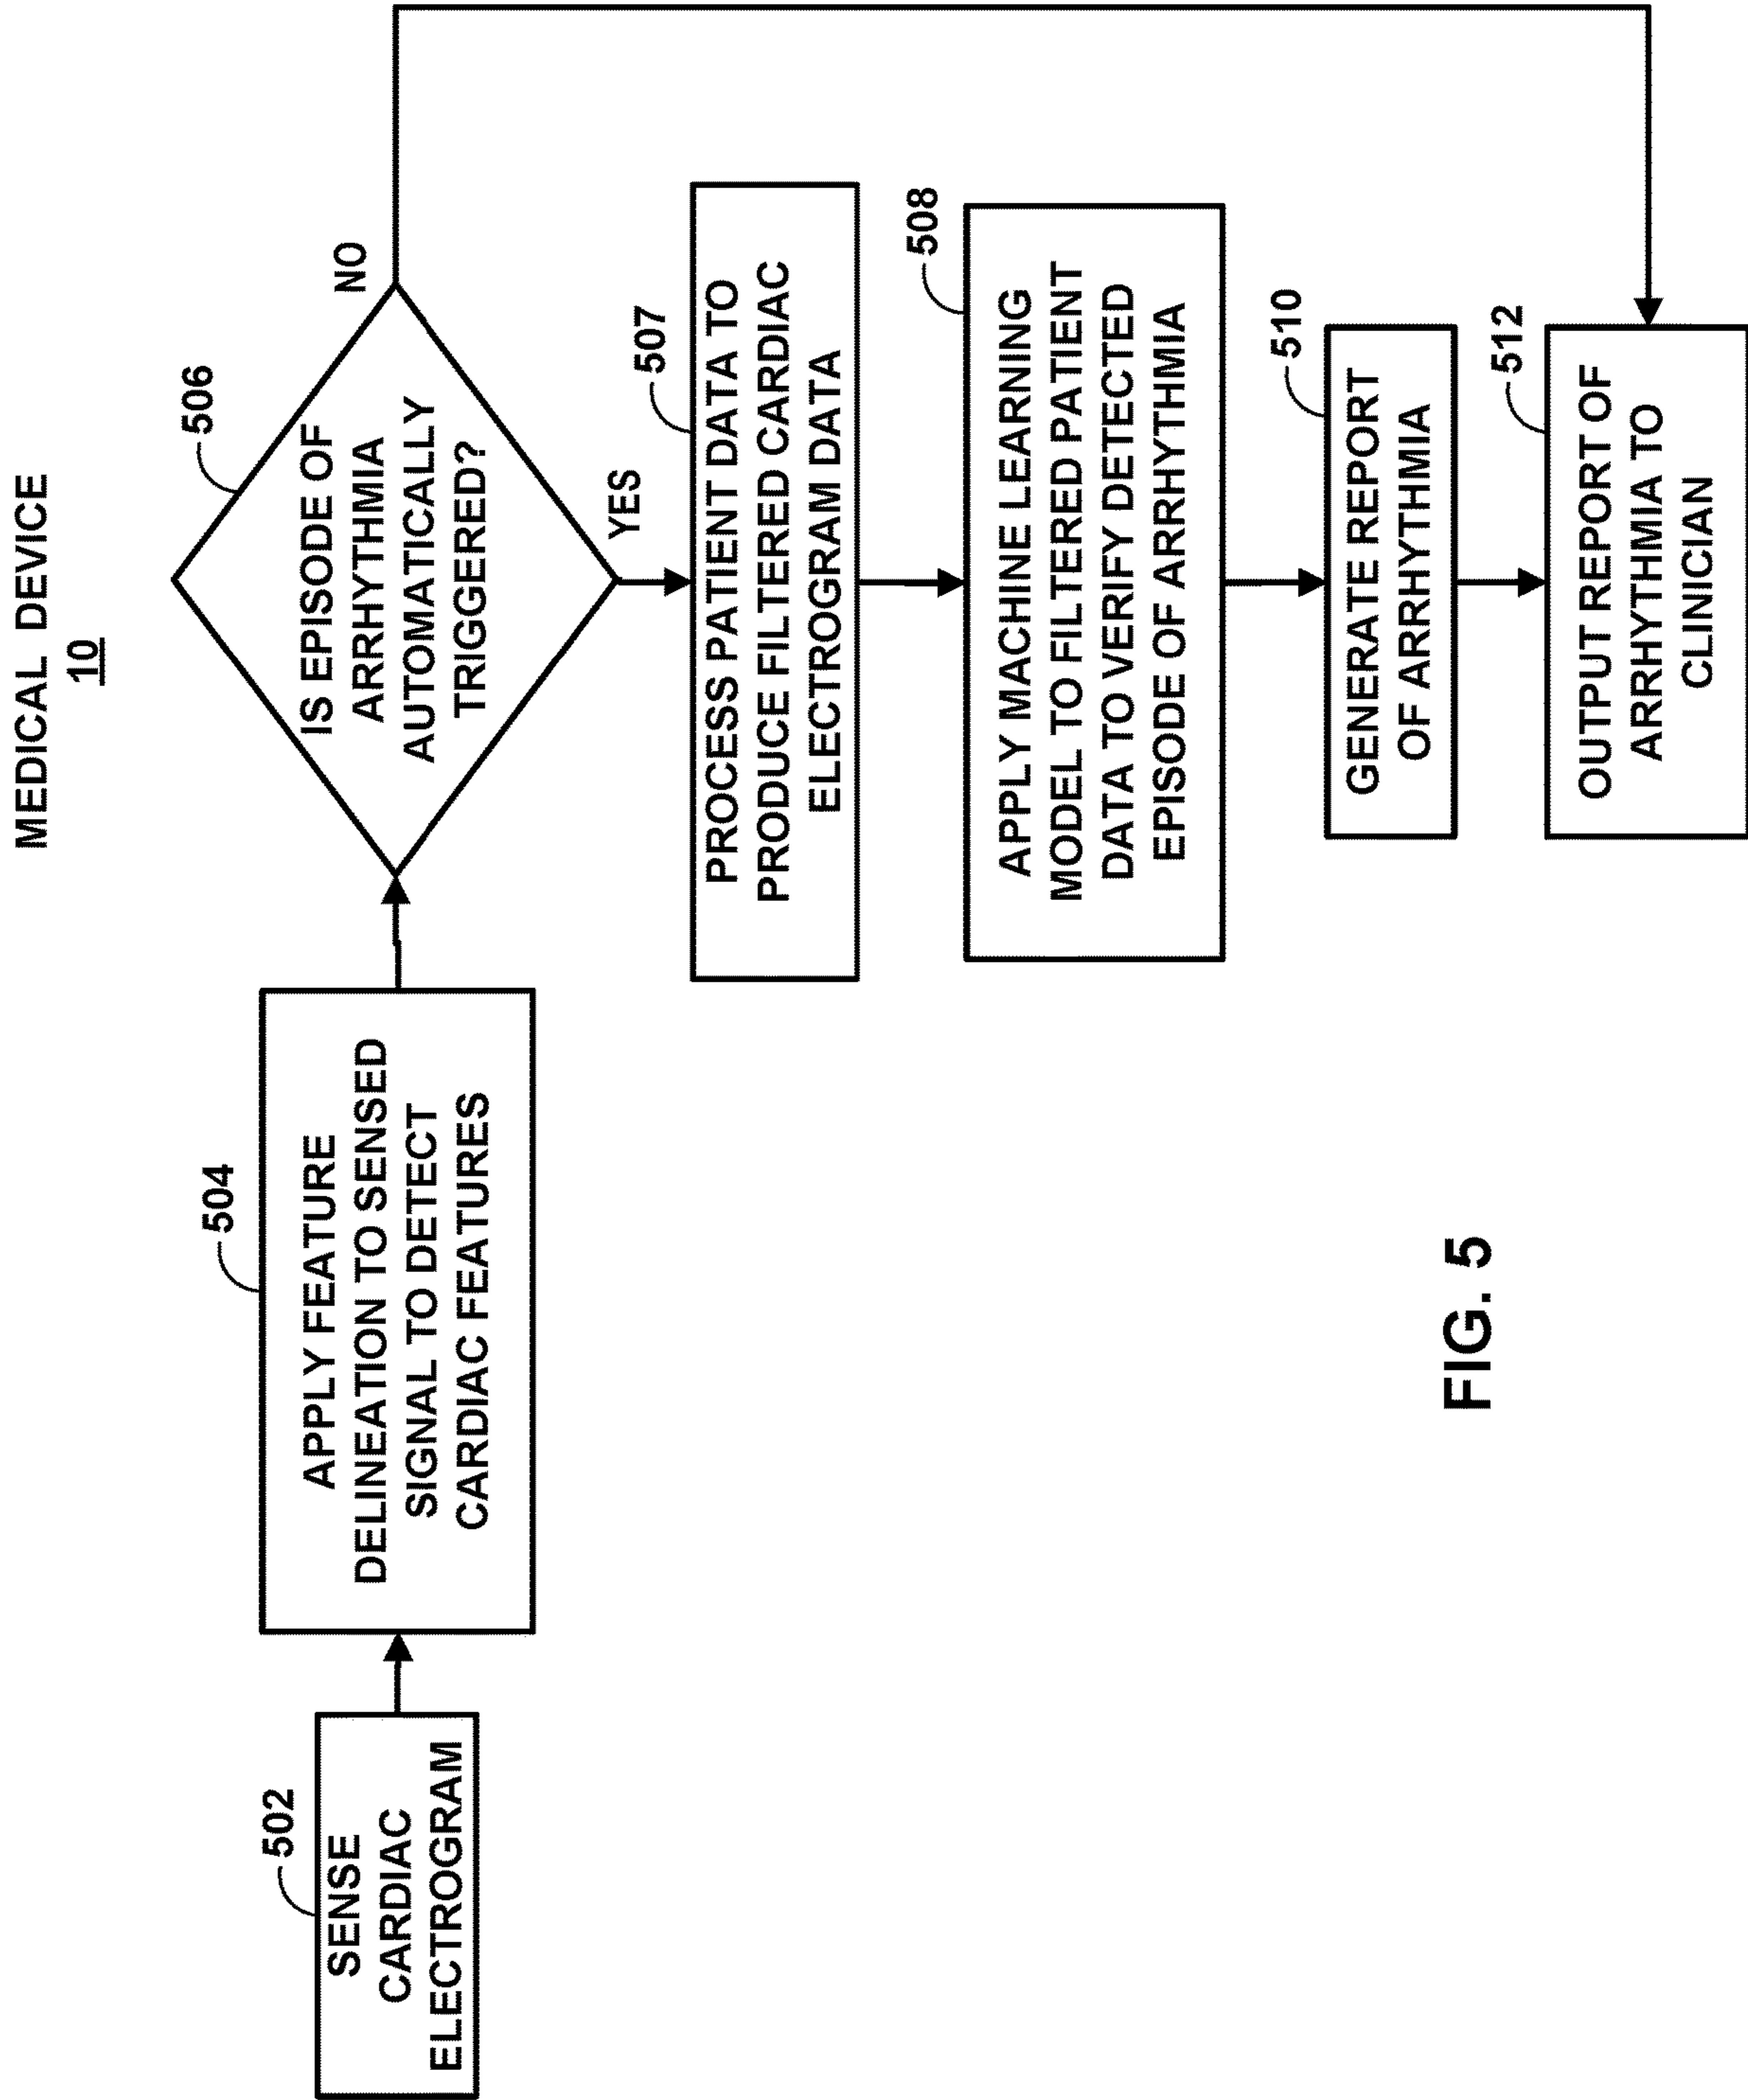 MEDICAL DEVICE
10
502
SENSE
CARDIAC
ELECTROGRAM
504
APPLY FEATURE
DELINEATION TO SENSED
SIGNAL TO DETECT
CARDIAC FEATURES
506
IS EPISODE OF
ARRHYTHMIA
AUTOMATICALLY
TRIGGERED?
NO
YES
507
PROCESS PATIENT DATA TO
PRODUCE FILTERED CARDIAC
ELECTROGRAM DATA
508
APPLY MACHINE LEARNING
MODEL TO FILTERED PATIENT
DATA TO VERIFY DETECTED
EPISODE OF ARRHYTHMIA
510
GENERATE REPORT
OF ARRHYTHMIA
512
OUTPUT REPORT OF
ARRHYTHMIA TO
CLINICIAN
FIG. 5